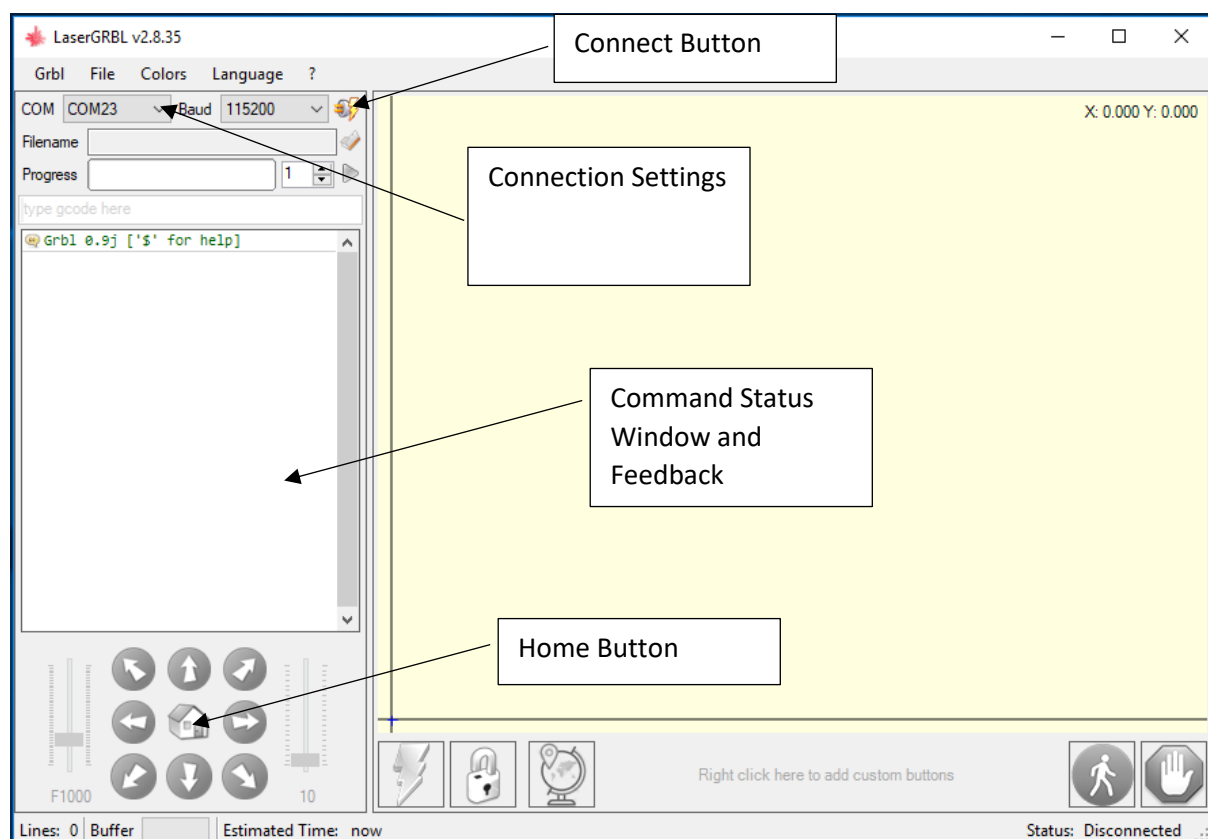 LaserGRBL v2.8.35
Connect Button
Grbl File Colors Language ?
COM COM23 Baud 115200
X: 0.000 Y: 0.000
Filename
Progress 1
type gcode here
Connection Settings
Grbl 0.9j ['$' for help]
Command Status
Window and
Feedback
Home Button
F1000 10
Right click here to add custom buttons
Lines: 0 Buffer Estimated Time: now Status: Disconnected